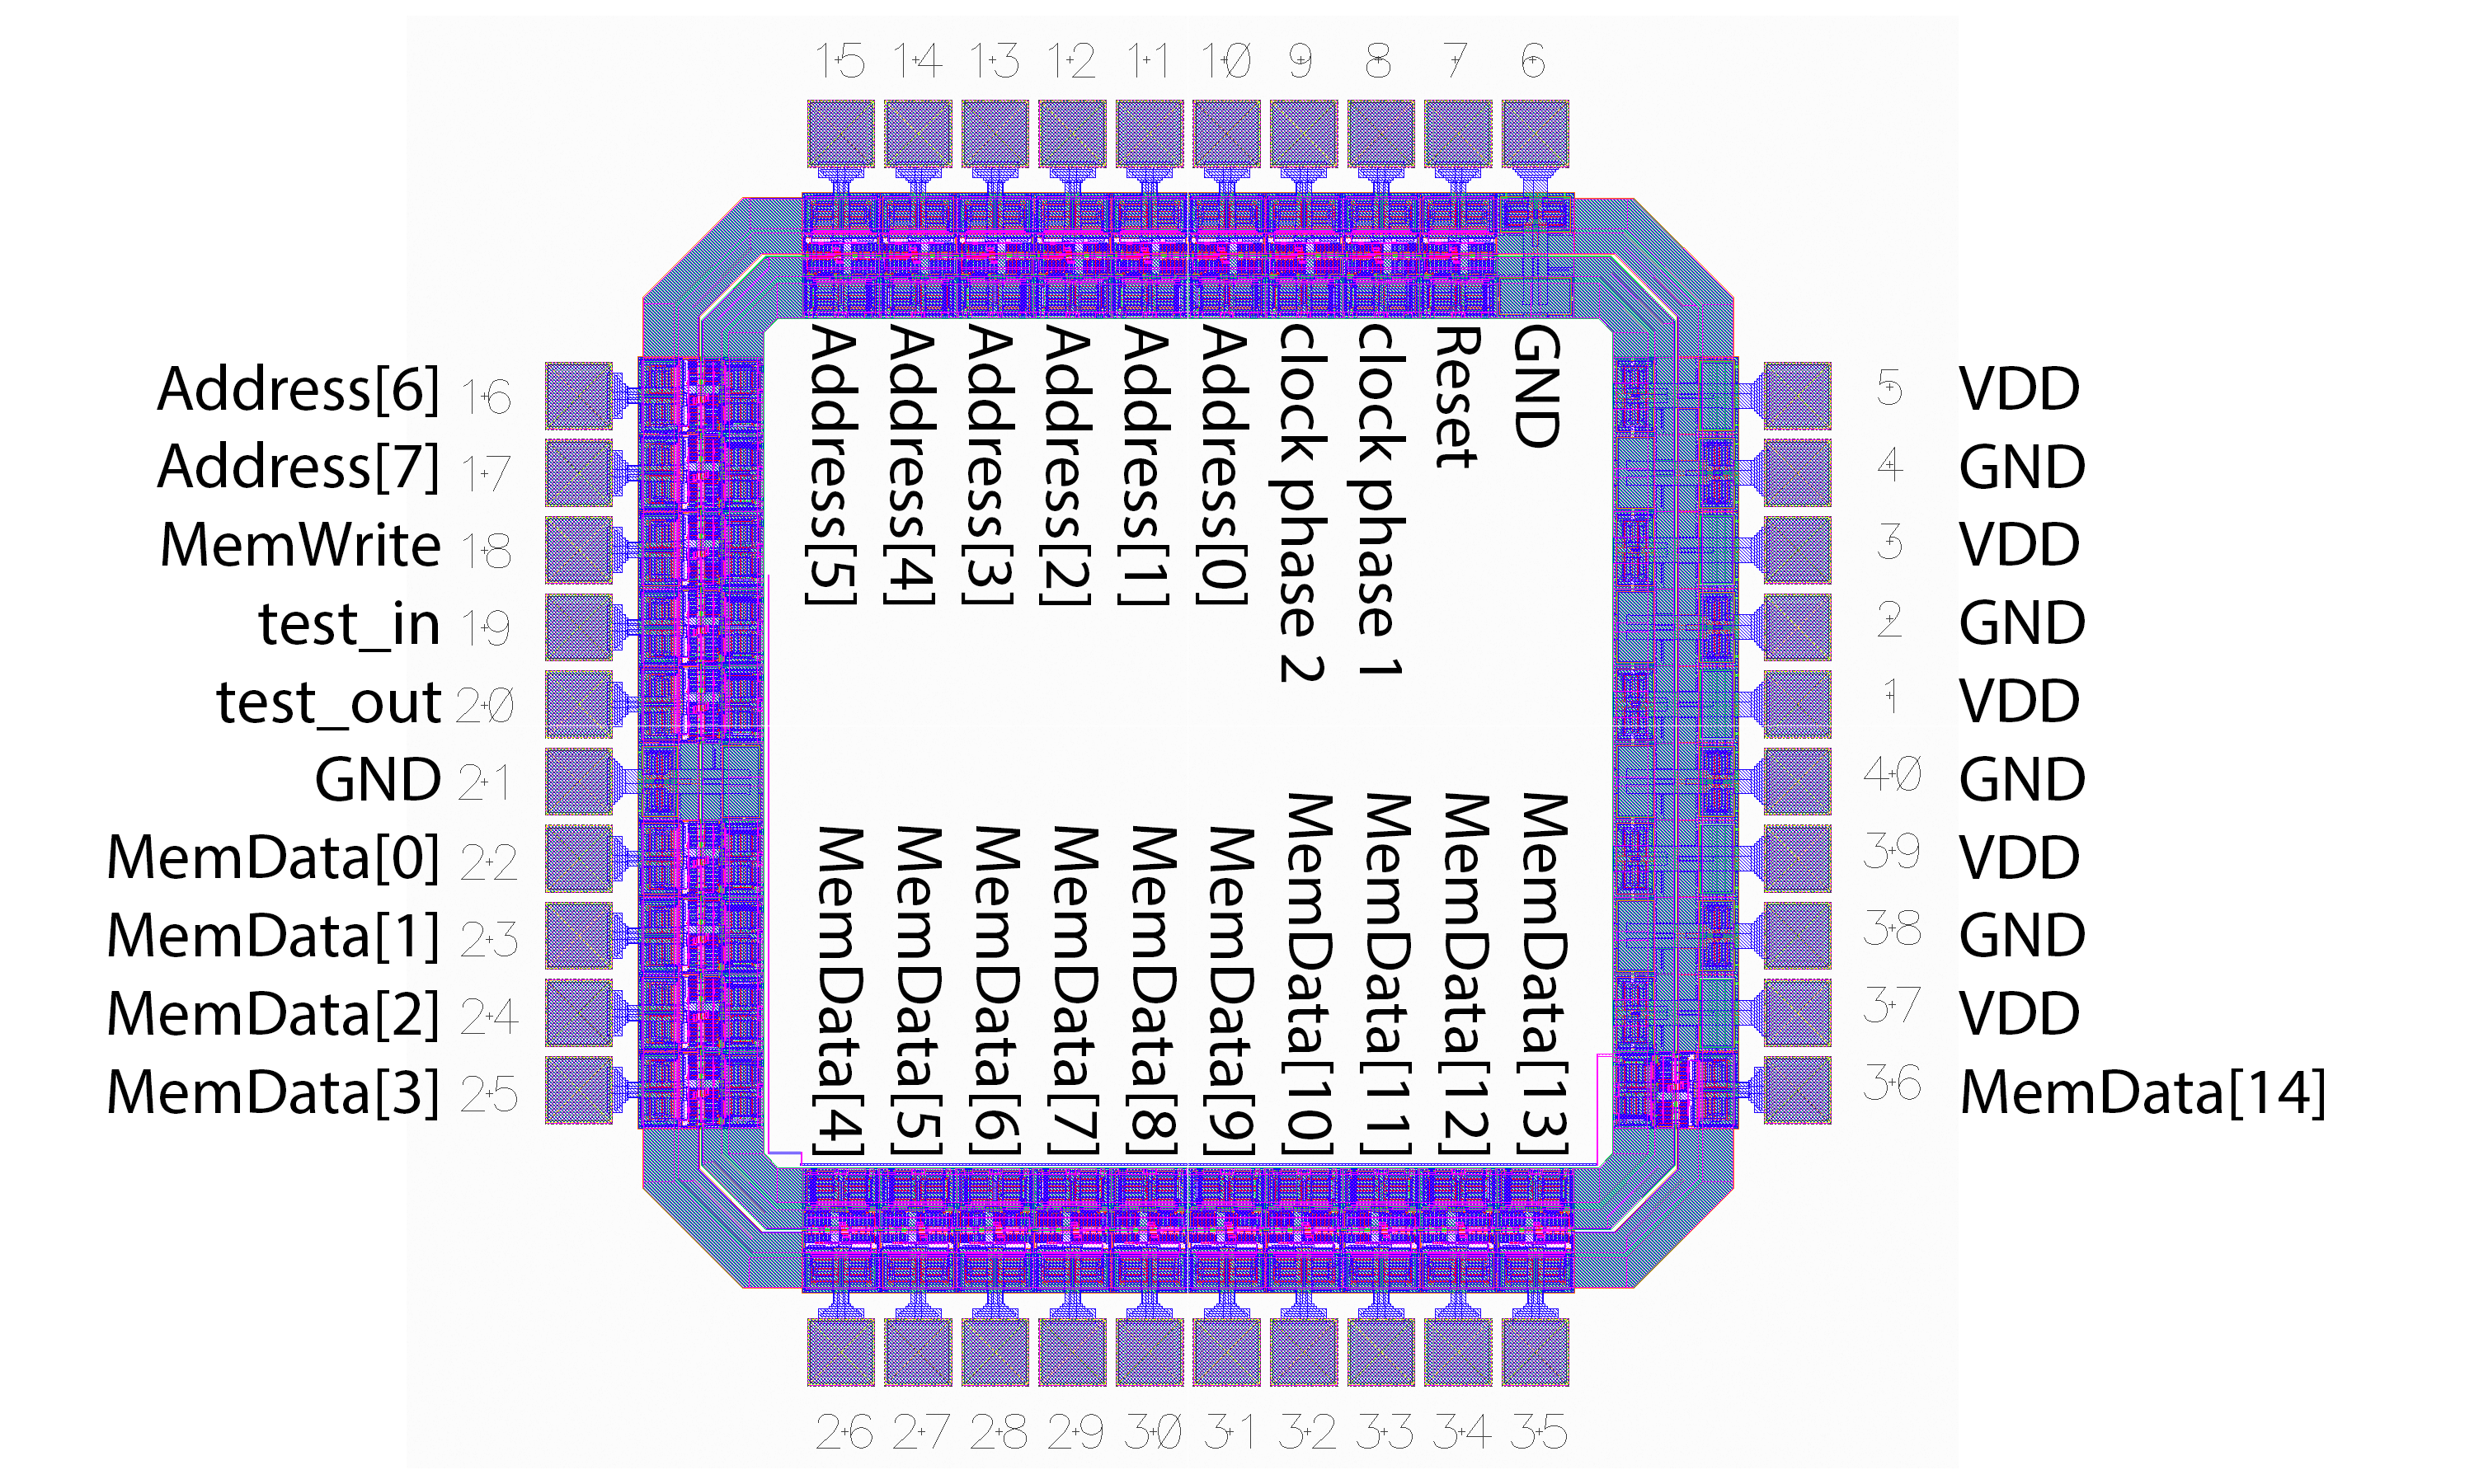 15 14 13 12 11 10 9 8 7 6
Address[5]
Address[4]
Address[3]
Address[2]
Address[1]
Address[0]
clock phase 2
clock phase 1
Reset
GND
Address[6] 16
Address[7] 17
MemWrite 18
test_in 19
test_out 20
GND 21
MemData[0] 22
MemData[1] 23
MemData[2] 24
MemData[3] 25
5 VDD
4 GND
3 VDD
2 GND
1 VDD
40 GND
39 VDD
38 GND
37 VDD
36 MemData[14]
MemData[4]
MemData[5]
MemData[6]
MemData[7]
MemData[8]
MemData[9]
MemData[10]
MemData[11]
MemData[12]
MemData[13]
26 27 28 29 30 31 32 33 34 35